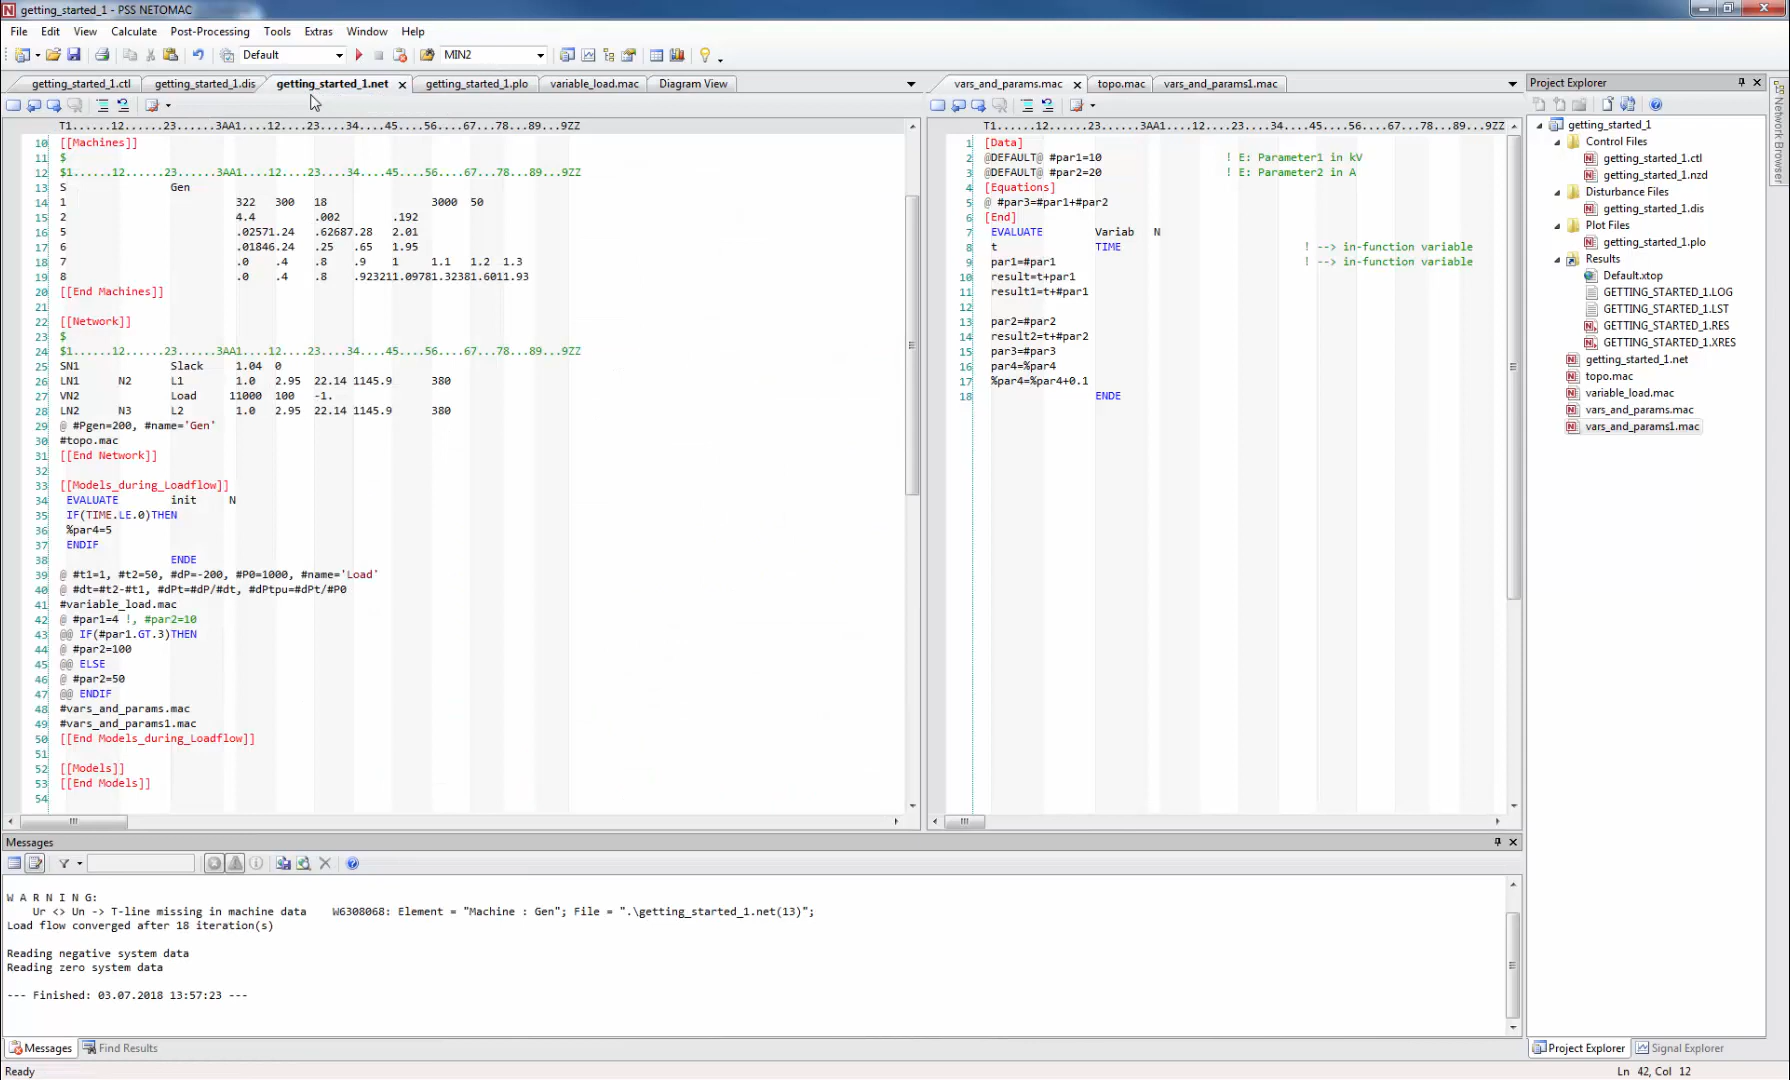 getting_started_1 - PSS NETOMAC
File Edit View Calculate Post-Processing Tools Extras Window Help
Default MIN2
getting_started_1.ctl getting_started_1.dis getting_started_1.net getting_started_1.plo variable_load.mac Diagram View
T1......12......23......3AA1....12....23....34....45....56....67...78...89...9ZZ
10 [[Machines]]
11 $
12 $1......12......23......3AA1....12....23....34....45....56....67...78...89...9ZZ
13 S Gen
14 1 322 300 18 3000 50
15 2 4.4 .002 .192
16 5 .02571.24 .62687.28 2.01
17 6 .01846.24 .25 .65 1.95
18 7 .0 .4 .8 .9 1 1.1 1.2 1.3
19 8 .0 .4 .8 .923211.09781.32381.6011.93
20 [[End Machines]]
21
22 [[Network]]
23 $
24 $1......12......23......3AA1....12....23....34....45....56....67...78...89...9ZZ
25 SN1 Slack 1.04 0
26 LN1 N2 L1 1.0 2.95 22.14 1145.9 380
27 VN2 Load 11000 100 -1.
28 LN2 N3 L2 1.0 2.95 22.14 1145.9 380
29 @ #Pgen=200, #name='Gen'
30 #topo.mac
31 [[End Network]]
32
33 [[Models_during_Loadflow]]
34 EVALUATE init N
35 IF(TIME.LE.0)THEN
36 %par4=5
37 ENDIF
38 ENDE
39 @ #t1=1, #t2=50, #dP=-200, #P0=1000, #name='Load'
40 @ #dt=#t2-#t1, #dPt=#dP/#dt, #dPtpu=#dPt/#P0
41 #variable_load.mac
42 @ #par1=4 !, #par2=10
43 @@ IF(#par1.GT.3)THEN
44 @ #par2=100
45 @@ ELSE
46 @ #par2=50
47 @@ ENDIF
48 #vars_and_params.mac
49 #vars_and_params1.mac
50 [[End Models_during_Loadflow]]
51
52 [[Models]]
53 [[End Models]]
54
vars_and_params.mac topo.mac vars_and_params1.mac
T1......12......23......3AA1....12....23....34....45....56....67...78...89...9ZZ
1 [Data]
2 @DEFAULT@ #par1=10 ! E: Parameter1 in kV
3 @DEFAULT@ #par2=20 ! E: Parameter2 in A
4 [Equations]
5 @ #par3=#par1+#par2
6 [End]
7 EVALUATE Variab N
8 t TIME ! --> in-function variable
9 par1=#par1 ! --> in-function variable
10 result=t+par1
11 result1=t+#par1
12
13 par2=#par2
14 result2=t+#par2
15 par3=#par3
16 par4=%par4
17 %par4=%par4+0.1
18 ENDE
Project Explorer
getting_started_1
Control Files
getting_started_1.ctl
getting_started_1.nzd
Disturbance Files
getting_started_1.dis
Plot Files
getting_started_1.plo
Results
Default.xtop
GETTING_STARTED_1.LOG
GETTING_STARTED_1.LST
GETTING_STARTED_1.RES
GETTING_STARTED_1.XRES
getting_started_1.net
topo.mac
variable_load.mac
vars_and_params.mac
vars_and_params1.mac
Network Browser
Messages
W A R N I N G:
Ur <> Un -> T-line missing in machine data W6308068: Element = "Machine : Gen"; File = ".\getting_started_1.net(13)";
Load flow converged after 18 iteration(s)
Reading negative system data
Reading zero system data
--- Finished: 03.07.2018 13:57:23 ---
Messages Find Results
Project Explorer Signal Explorer
Ready Ln 42, Col 12